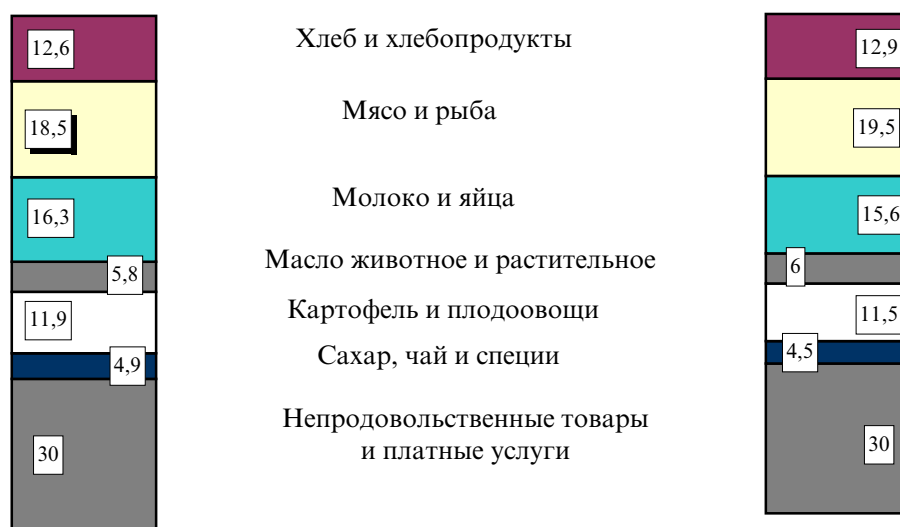 12,6
Хлеб и хлебопродукты
12,9
18,5
Мясо и рыба
19,5
16,3
Молоко и яйца
15,6
5,8
Масло животное и растительное
6
11,9
Картофель и плодоовощи
11,5
4,9
Сахар, чай и специи
4,5
30
Непродовольственные товары
и платные услуги
30